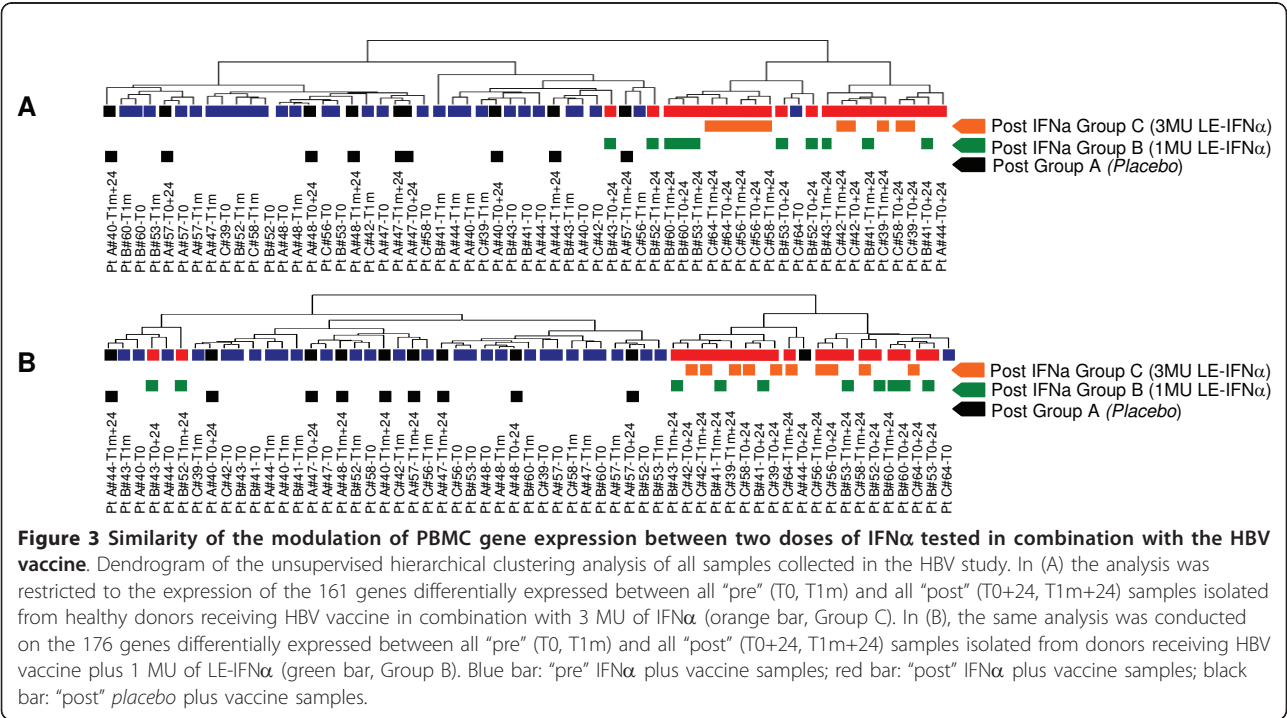 A
Post IFNa Group C (3MU LE-IFNα)
Post IFNa Group B (1MU LE-IFNα)
Post Group A (Placebo)
Pt A#40-T1m+24
Pt B#60-T1m
Pt B#60-T0
Pt B#53-T1m
Pt A#57-T0+24
Pt A#57-T0
Pt A#57-T1m
Pt A#47-T1m
Pt C#39-T0
Pt B#52-T1m
Pt C#58-T1m
Pt B#52-T0
Pt A#48-T0
Pt A#48-T1m
Pt A#48-T0+24
Pt C#56-T0
Pt B#53-T0
Pt A#48-T1m+24
Pt C#42-T1m
Pt A#47-T0
Pt A#47-T1m+24
Pt A#47-T0+24
Pt C#58-T0
Pt B#41-T1m
Pt A#44-T1m
Pt A#40-T1m
Pt C#39-T1m
Pt A#40-T0+24
Pt B#43-T0
Pt B#41-T0
Pt A#44-T0
Pt A#44-T1m+24
Pt B#43-T1m
Pt A#40-T0
Pt C#42-T0
Pt B#43-T0+24
Pt A#57-T1m+24
Pt C#56-T1m
Pt B#52-T1m+24
Pt B#60-T1m+24
Pt B#60-T0+24
Pt B#53-T1m+24
Pt C#64-T1m+24
Pt C#64-T0+24
Pt C#56-T1m+24
Pt C#56-T0+24
Pt C#58-T1m+24
Pt B#53-T0+24
Pt C#64-T0
Pt B#52-T0+24
Pt B#43-T1m+24
Pt C#42-T1m+24
Pt C#42-T0+24
Pt B#41-T1m+24
Pt C#39-T1m+24
Pt C#58-T0+24
Pt C#39-T0+24
Pt B#41-T0+24
Pt A#44-T0+24
B
Post IFNa Group C (3MU LE-IFNα)
Post IFNa Group B (1MU LE-IFNα)
Post Group A (Placebo)
Pt A#44-T1m+24
Pt B#43-T1m
Pt A#40-T0
Pt B#43-T0+24
Pt A#44-T0
Pt B#52-T1m+24
Pt C#39-T1m
Pt A#40-T0+24
Pt C#42-T0
Pt B#43-T0
Pt B#41-T0
Pt A#44-T1m
Pt A#40-T1m
Pt B#41-T1m
Pt A#47-T0+24
Pt A#47-T0
Pt A#48-T1m+24
Pt B#52-T1m
Pt C#58-T0
Pt A#40-T1m+24
Pt C#42-T1m
Pt A#57-T1m+24
Pt C#56-T1m
Pt A#47-T1m+24
Pt C#56-T0
Pt B#53-T0
Pt A#48-T0
Pt A#48-T1m
Pt A#48-T0+24
Pt B#60-T1m
Pt C#39-T0
Pt A#57-T0
Pt C#58-T1m
Pt A#57-T1m
Pt A#47-T1m
Pt B#60-T0
Pt A#57-T0+24
Pt B#52-T0
Pt B#53-T1m
Pt B#43-T1m+24
Pt C#42-T0+24
Pt C#42-T1m+24
Pt B#41-T1m+24
Pt C#39-T1m+24
Pt C#39-T0+24
Pt B#41-T0+24
Pt C#58-T0+24
Pt C#64-T1m+24
Pt A#44-T0+24
Pt C#56-T1m+24
Pt C#56-T0+24
Pt B#53-T1m+24
Pt C#58-T1m+24
Pt B#52-T0+24
Pt B#60-T1m+24
Pt B#60-T0+24
Pt C#64-T0+24
Pt B#53-T0+24
Pt C#64-T0
Figure 3 Similarity of the modulation of PBMC gene expression between two doses of IFNα tested in combination with the HBV
vaccine. Dendrogram of the unsupervised hierarchical clustering analysis of all samples collected in the HBV study. In (A) the analysis was
restricted to the expression of the 161 genes differentially expressed between all “pre” (T0, T1m) and all “post” (T0+24, T1m+24) samples isolated
from healthy donors receiving HBV vaccine in combination with 3 MU of IFNα (orange bar, Group C). In (B), the same analysis was conducted
on the 176 genes differentially expressed between all “pre” (T0, T1m) and all “post” (T0+24, T1m+24) samples isolated from donors receiving HBV
vaccine plus 1 MU of LE-IFNα (green bar, Group B). Blue bar: “pre” IFNα plus vaccine samples; red bar: “post” IFNα plus vaccine samples; black
bar: “post” placebo plus vaccine samples.